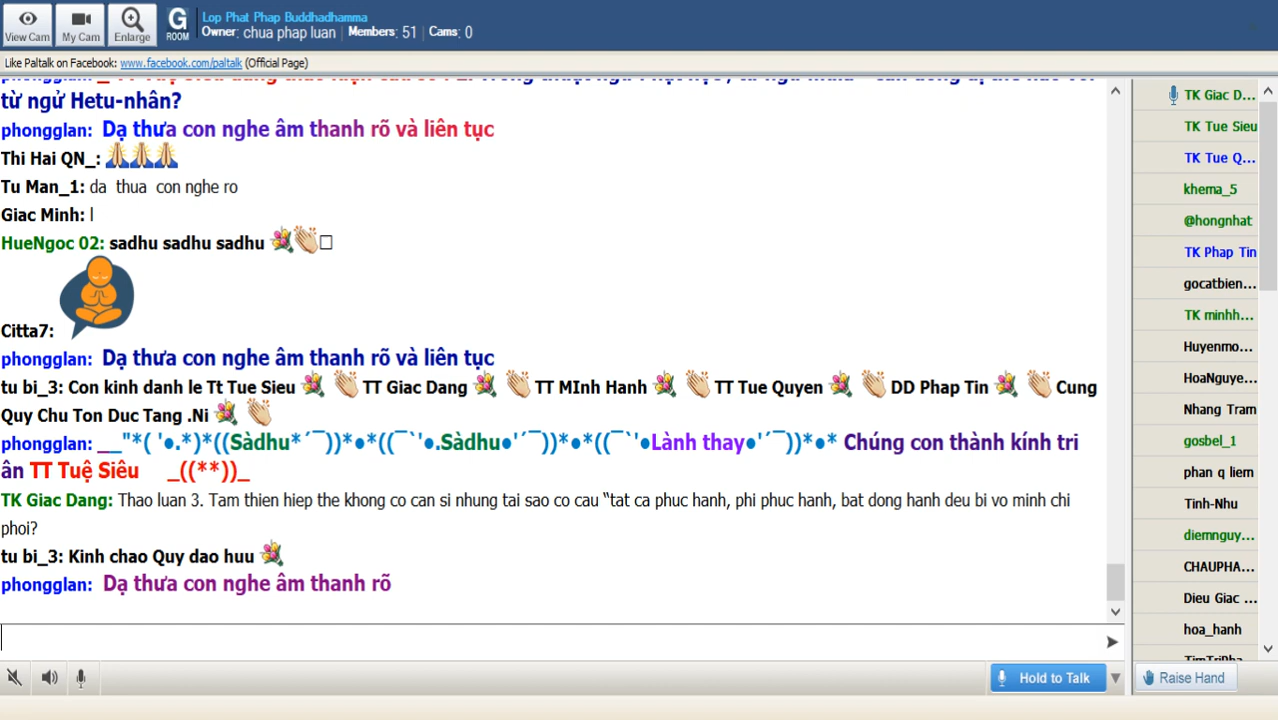 Lop Phat Phap Buddhadhamma
View Cam
My Cam
Enlarge
G ROOM
Owner: chua phap luan | Members: 51 | Cams: 0
Like Paltalk on Facebook: www.facebook.com/paltalk (Official Page)
từ ngử Hetu-nhân?
phongglan: Dạ thưa con nghe âm thanh rõ và liên tục
Thi Hai QN_: 🙏🙏🙏
Tu Man_1: da thua con nghe ro
Giac Minh: l
HueNgoc 02: sadhu sadhu sadhu 💐👏□
Citta7:
phongglan: Dạ thưa con nghe âm thanh rõ và liên tục
tu bi_3: Con kinh danh le Tt Tue Sieu 💐 👏 TT Giac Dang 💐 👏 TT MInh Hanh 💐 👏 TT Tue Quyen 💐 👏 DD Phap Tin 💐 👏 Cung
Quy Chu Ton Duc Tang .Ni 💐 👏
phongglan: __"*( '●.*)*((Sàdhu*´¯))*●*((¯`'●.Sàdhu●'´¯))*●*((¯`'●Lành thay●'´¯))*●* Chúng con thành kính tri
ân TT Tuệ Siêu _((**))_
TK Giac Dang: Thao luan 3. Tam thien hiep the khong co can si nhung tai sao co cau “tat ca phuc hanh, phi phuc hanh, bat dong hanh deu bi vo minh chi
phoi?
tu bi_3: Kinh chao Quy dao huu 💐
phongglan: Dạ thưa con nghe âm thanh rõ
TK Giac D...
TK Tue Sieu
TK Tue Q...
khema_5
@hongnhat
TK Phap Tin
gocatbien...
TK minhh...
Huyenmo...
HoaNguye...
Nhang Tram
gosbel_1
phan q liem
Tinh-Nhu
diemnguy...
CHAUPHA...
Dieu Giac ...
hoa_hanh
Hold to Talk
Raise Hand